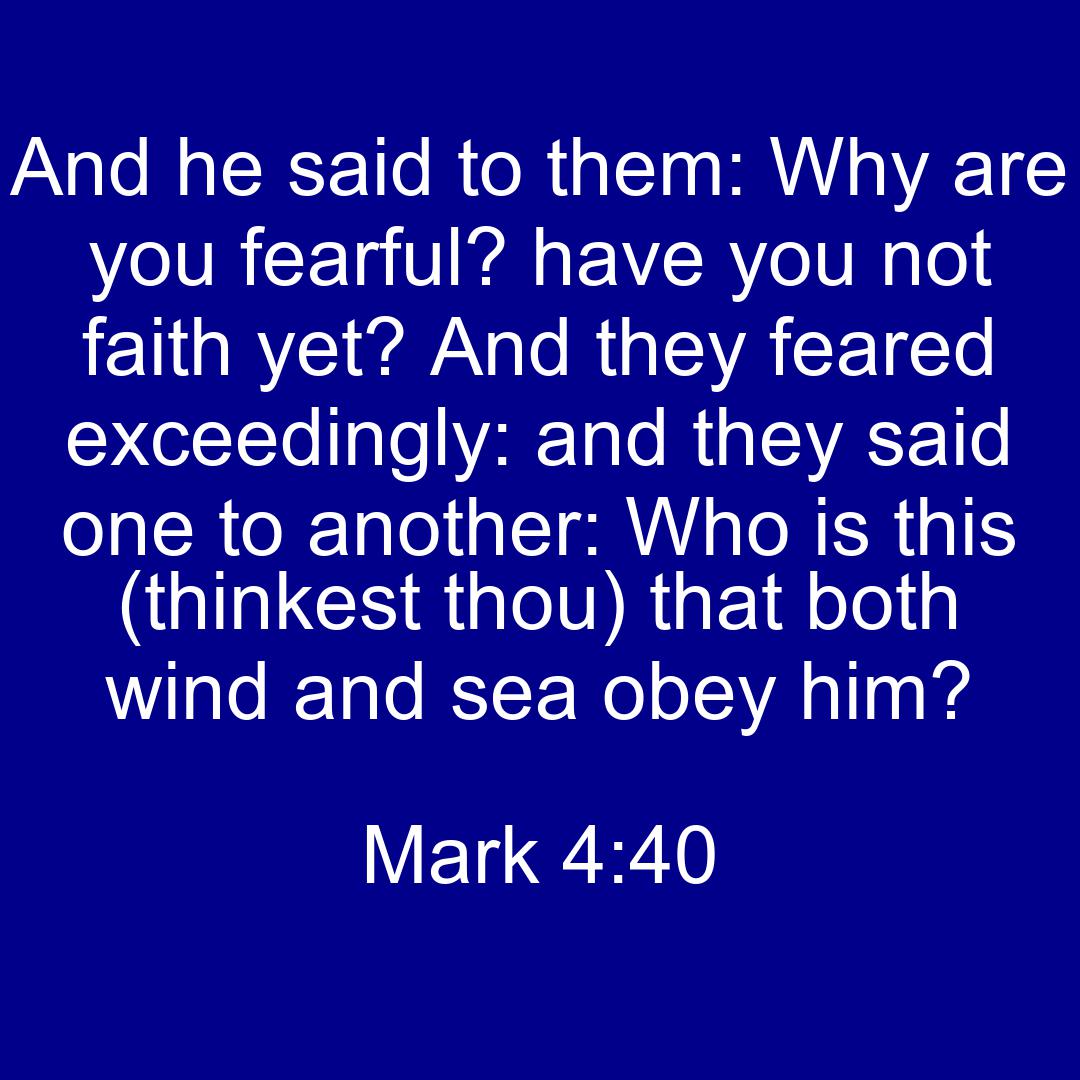 And he said to them: Why are
you fearful? have you not
faith yet? And they feared
exceedingly: and they said
one to another: Who is this
(thinkest thou) that both
wind and sea obey him?
Mark 4:40